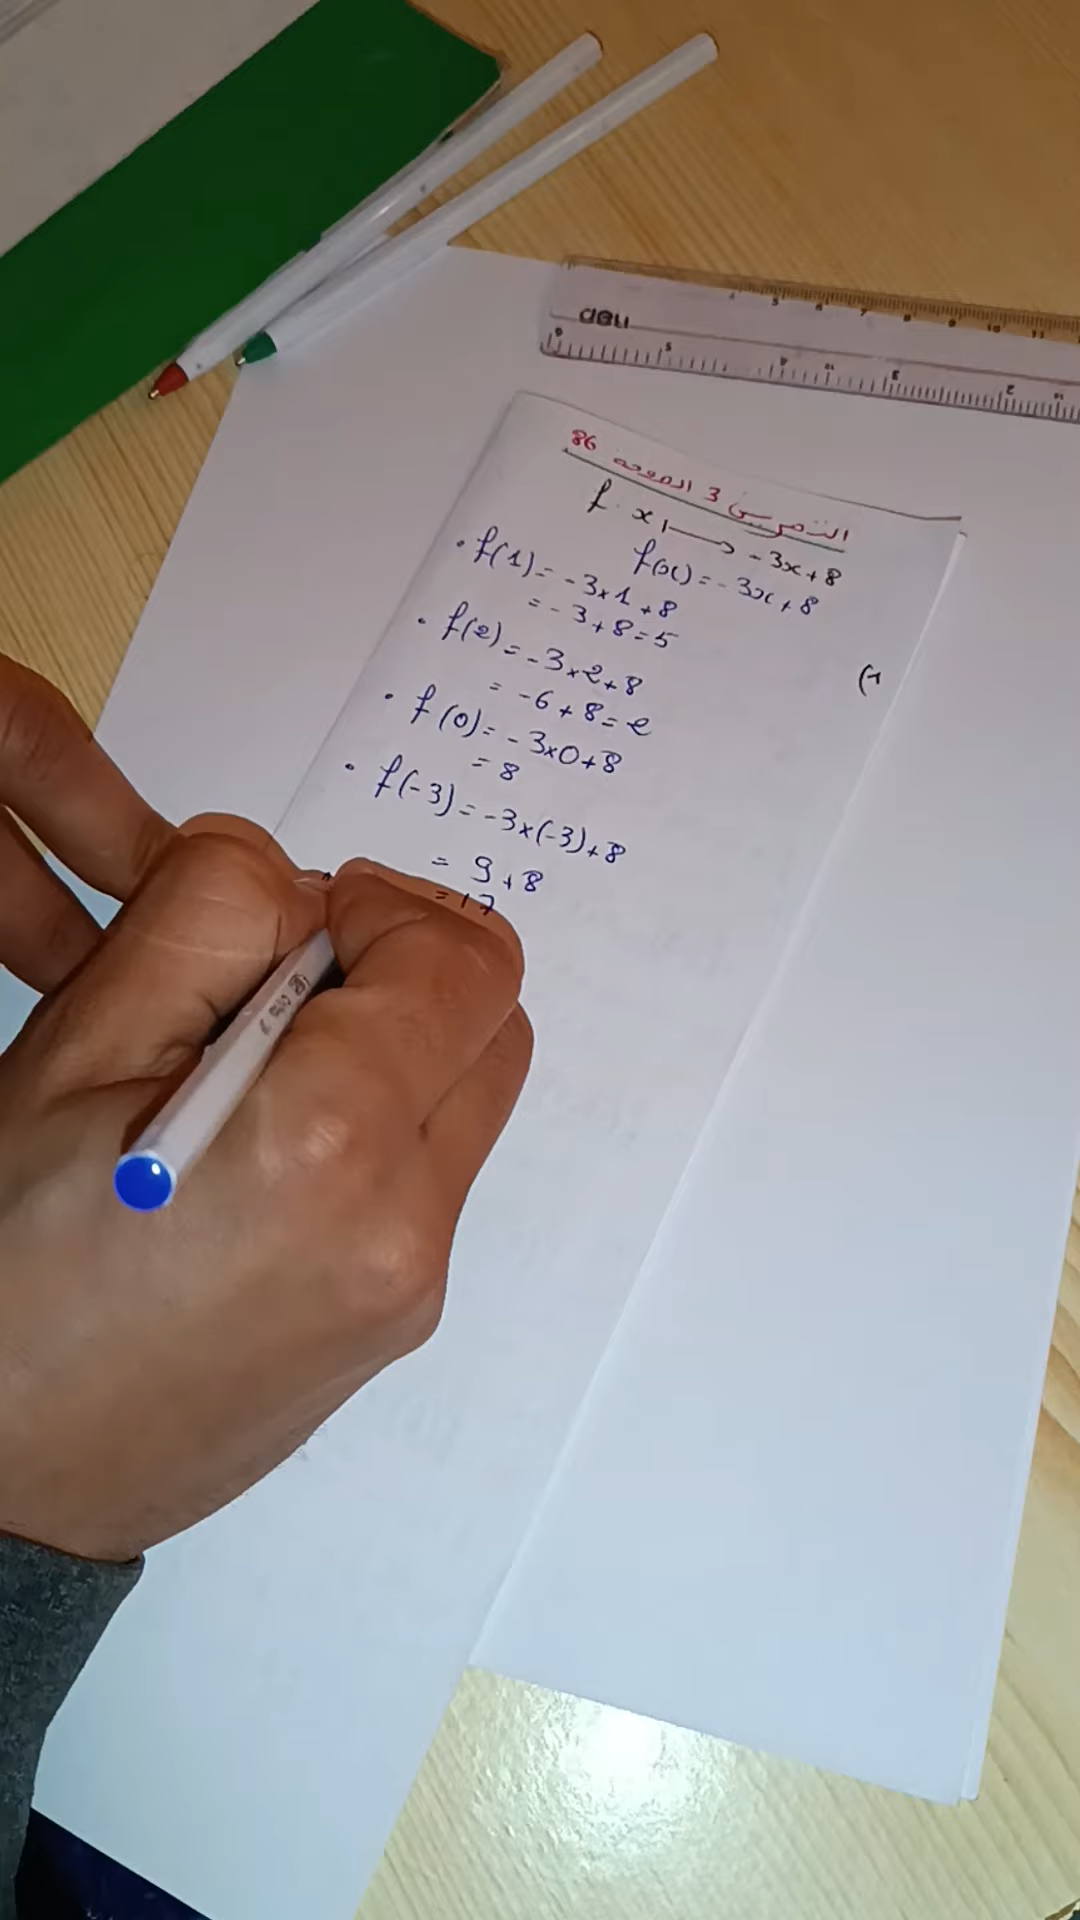 deli
التمرين 3 الصفحة 86
f: x ⟼ -3x+8
f(x) = -3x+8
(1
• f(1) = -3×1+8
= -3+8=5
• f(2) = -3×2+8
= -6+8=2
• f(0) = -3×0+8
= 8
• f(-3) = -3×(-3)+8
= 9+8
=17